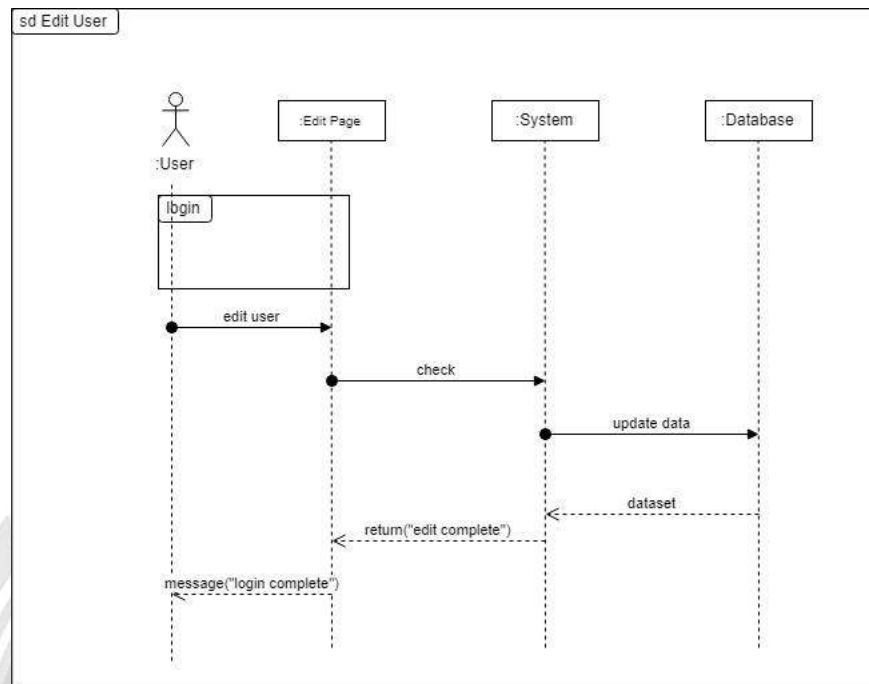 sd Edit User
:User
:Edit Page
:System
:Database
login
edit user
check
update data
dataset
return("edit complete")
message("login complete")